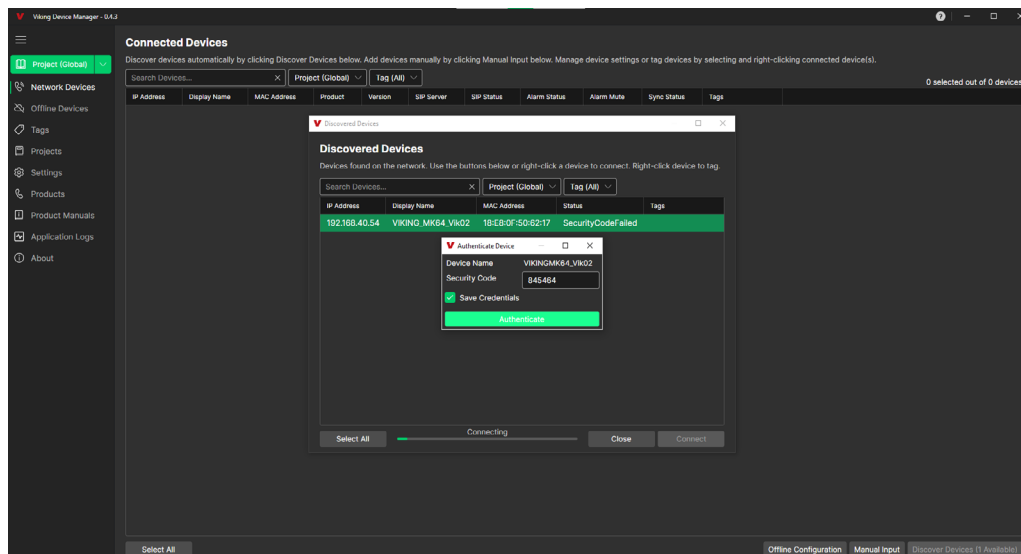 Viking Device Manager - 0.4.3
Project (Global)
Network Devices
Offline Devices
Tags
Projects
Settings
Products
Product Manuals
Application Logs
About
Connected Devices
Discover devices automatically by clicking Discover Devices below. Add devices manually by clicking Manual Input below. Manage device settings or tag devices by selecting and right-clicking connected device(s).
Search Devices... Project (Global) Tag (All)
0 selected out of 0 devices
IP Address Display Name MAC Address Product Version SIP Server SIP Status Alarm Status Alarm Mute Sync Status Tags
Discovered Devices
Discovered Devices
Devices found on the network. Use the buttons below or right-click a device to connect. Right-click device to tag.
Search Devices... Project (Global) Tag (All)
IP Address Display Name MAC Address Status Tags
192.168.40.54 VIKING_MK64_Vik02 18:E8:0F:50:62:17 SecurityCodeFailed
Authenticate Device
Device Name VIKINGMK64_Vik02
Security Code 845464
Save Credentials
Authenticate
Select All Connecting Close Connect
Select All Offline Configuration Manual Input Discover Devices (1 Available)